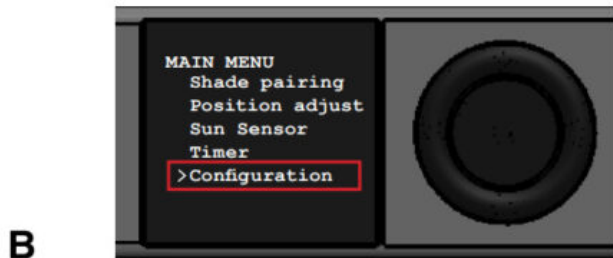 MAIN MENU
Shade pairing
Position adjust
Sun Sensor
Timer
>Configuration
B